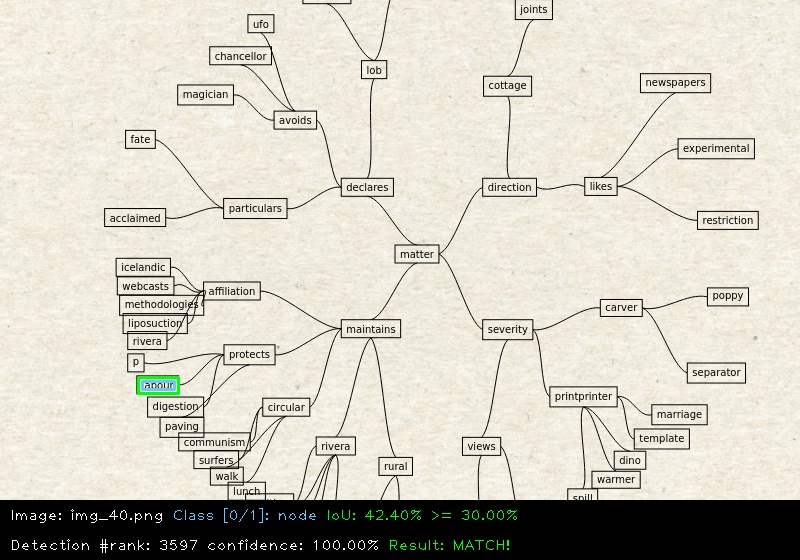 joints
ufo
chancellor
lob
cottage
newspapers
magician
avoids
fate
experimental
declares
direction
likes
particulars
acclaimed
restriction
matter
icelandic
webcasts
affiliation
methodologies
poppy
carver
liposuction
maintains
severity
rivera
protects
p
separator
printprinter
digestion
circular
marriage
paving
template
communism
rivera
views
surfers
dino
rural
walk
warmer
lunch
spill
Image: img_40.png Class [0/1]: node IoU: 42.40% >= 30.00%
Detection #rank: 3597 confidence: 100.00% Result: MATCH!